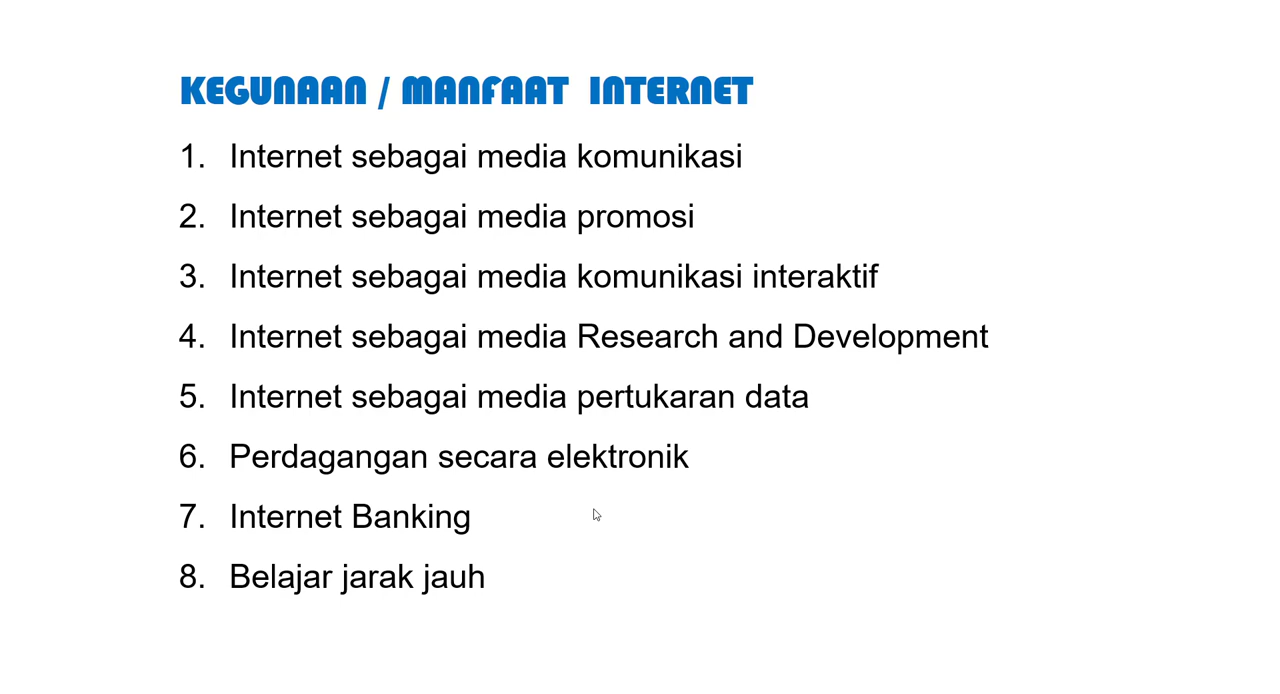 KEGUNAAN / MANFAAT INTERNET
1. Internet sebagai media komunikasi
2. Internet sebagai media promosi
3. Internet sebagai media komunikasi interaktif
4. Internet sebagai media Research and Development
5. Internet sebagai media pertukaran data
6. Perdagangan secara elektronik
7. Internet Banking
8. Belajar jarak jauh